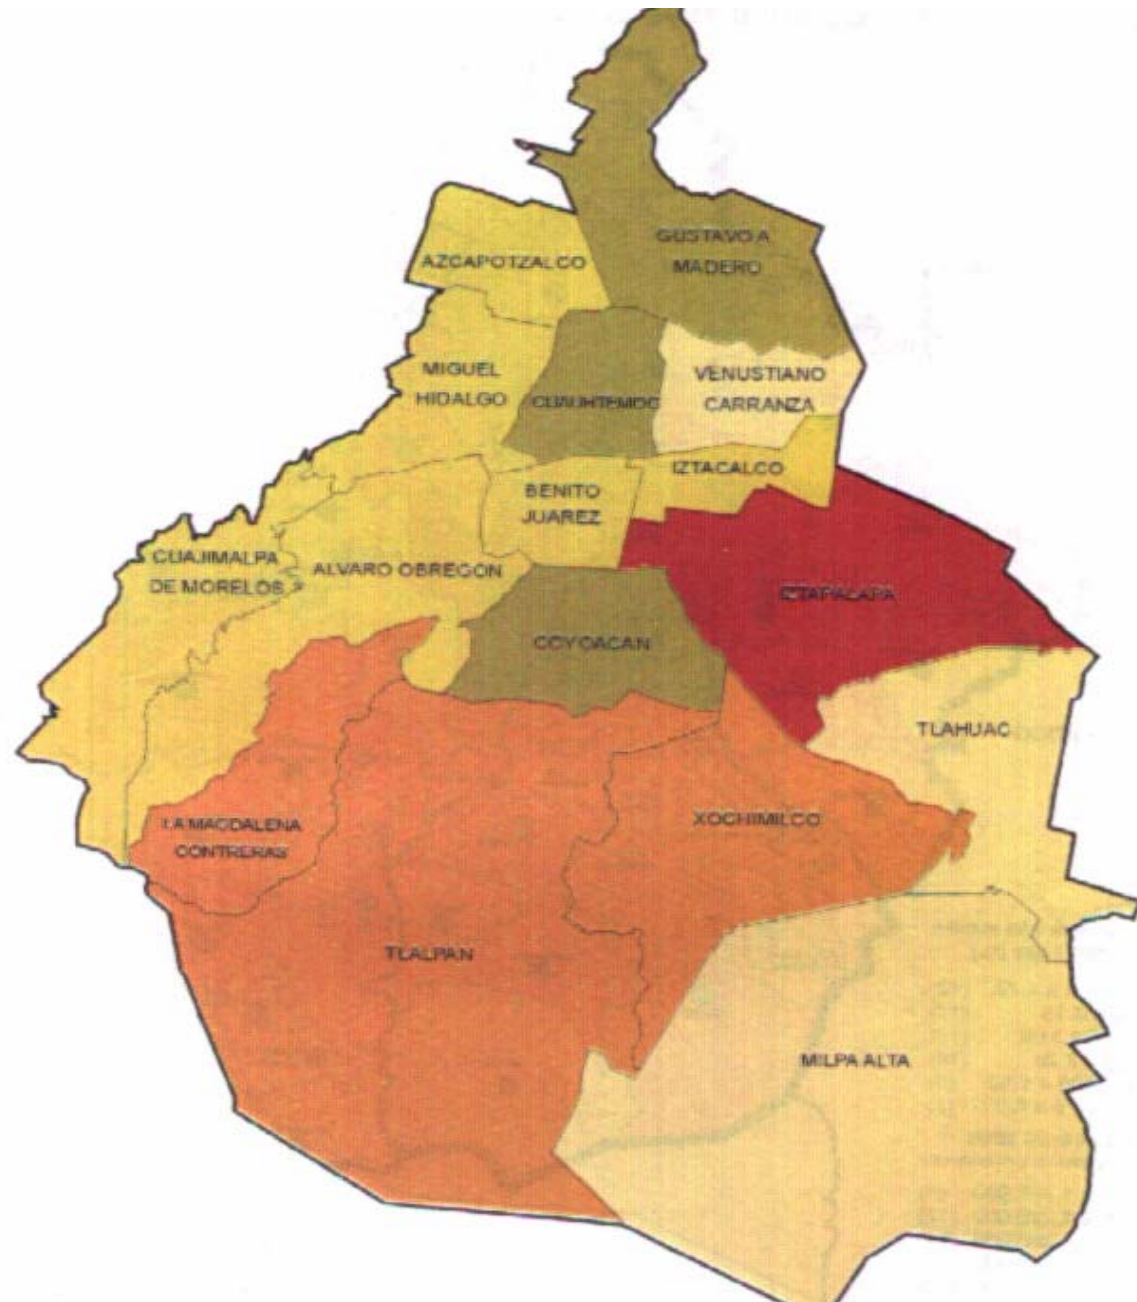 GUSTAVO A
MADERO
AZCAPOTZALCO
MIGUEL
HIDALGO
CUAUHTEMOC
VENUSTIANO
CARRANZA
IZTACALCO
BENITO
JUAREZ
CUAJIMALPA
DE MORELOS
ALVARO OBREGON
IZTAPALAPA
COYOACAN
TLAHUAC
LA MAGDALENA
CONTRERAS
XOCHIMILCO
TLALPAN
MILPA ALTA